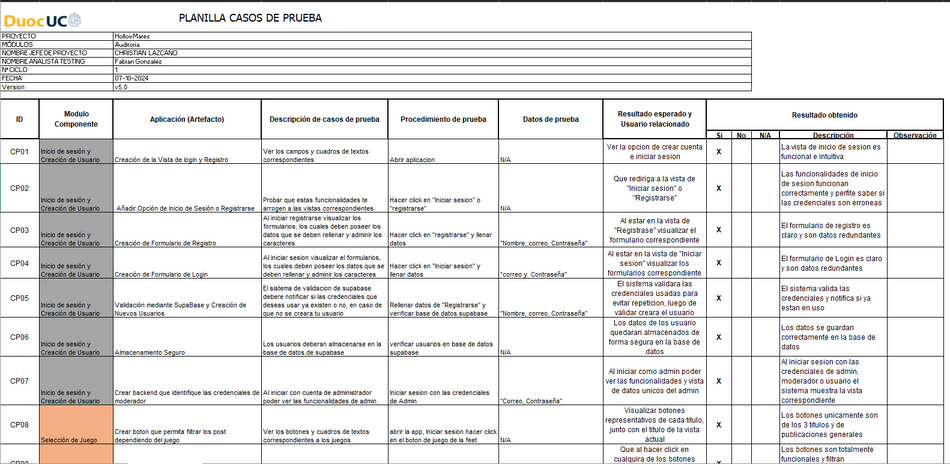 DuocUC
PLANILLA CASOS DE PRUEBA
PROYECTO HollowMates
MÓDULOS Auditoria
NOMBRE JEFE DE PROYECTO CHRISTIAN LAZCANO
NOMBRE ANALISTA TESTING Fabian Gonzalez
Nº CICLO 1
FECHA 07-10-2024
Version v5.0
ID
Modulo
Componente
Aplicación (Artefacto)
Descripción de casos de prueba
Procedimiento de prueba
Datos de prueba
Resultado esperado y
Usuario relacionado
Resultado obtenido
Si No N/A Descripción Observación
CP01
Inicio de sesión y
Creación de Usuario
Creación de la Vista de login y Registro
Ver los campos y cuadros de textos
correspondientes
Abrir aplicacion
N/A
Ver la opcion de crear cuenta
e iniciar sesion
X
La vista de inicio de sesion es
funcional e intuitiva
CP02
Inicio de sesión y
Creación de Usuario
Añadir Opción de Inicio de Sesión o Registrarse
Probar que estas functionalidades te
arrogen a las vistas correspondientes
Hacer click en "Iniciar sesion" o
"registrarse"
N/A
Que rediriga a la vista de
"Iniciar sesion" o
"Registrarse"
X
Las funcionalidades de inicio
de sesion funcionan
correctamente y perfite saber si
las credenciales son erroneas
CP03
Inicio de sesión y
Creación de Usuario
Creación de Formulario de Registro
Al iniciar registrarse visualizar los
formularios, los cuales deben poseer los
datos que se deben rellenar y admirir los
caracteres
Hacer click en "registrarse" y llenar
datos
"Nombre, correo, Contraseña"
Al estar en la vista de
"Registrase" visualizar el
formulario correspondiente
X
El formulario de registro es
claro y son datos redundantes
CP04
Inicio de sesión y
Creación de Usuario
Creación de Formulario de Login
Al iniciar sesion visualizar el formularios,
los cuales deben poseer los datos que se
deben rellenar y admirir los caracteres
Hacer click en "Iniciar sesion" y
llenar datos
"correo y Contraseña"
Al estar en la vista de "Iniciar
sesion" visualizar los
formularios correspondiente
X
El formulario de Login es claro
y son datos redundantes
CP05
Inicio de sesión y
Creación de Usuario
Validación mediante SupaBase y Creación de
Nuevos Usuarios
El sistema de validacion de supabase
debere notificar si las credenciales que
deseas usar ya existen o no, en caso de
que no se creara tu usuario
Rellenar datos de "Registrarse" y
verificar base de datos supabase
"Nombre, correo, Contraseña"
El sistema validara las
credenciales usadas para
evitar repeticion, luego de
validar creara el usuario
X
El sistema valida las
credenciales y notifica si ya
estan en uso
CP06
Inicio de sesión y
Creación de Usuario
Almacenamiento Seguro
Los usuarios deberan almacenarse en la
base de datos de supabase
verificar usuarios en base de datos
supabase
N/A
Los datos de los usuario
quedaran almacenados de
forma segura en la base de
datos
X
Los datos se guardan
correctamente en la base de
datos
CP07
Inicio de sesión y
Creación de Usuario
Crear backend que identifique las credenciales de
moderador
Al iniciar con cuenta de administrador
poder ver las funcionalidades de admin
Iniciar sesion con las credenciales
de Admin
"Correo, Contraseña"
Al iniciar como admin poder
ver las funcionalidades y vista
de datos unicos del admin
X
Al iniciar sesion con las
credenciales de admin,
moderador o usuario el
sistema muestra la vista
correspondiente
CP08
Selección de Juego
Crear boton que permita filtrar los post
dependiendo del juego
Ver los botones y cuadros de textos
correspondientes a los juegos
abrir la app, Iniciar sesion hacer click
en el boton de juego de la feet
N/A
Visualizar botones
representativos de cada titulo,
junto con el titulo de la vista
actual
X
Los botones unicamente son
de los 3 titulos y de
publicaciones generales
Que al hacer click en
cualquira de los botones
Los botones son totalmente
funcionales y filtran